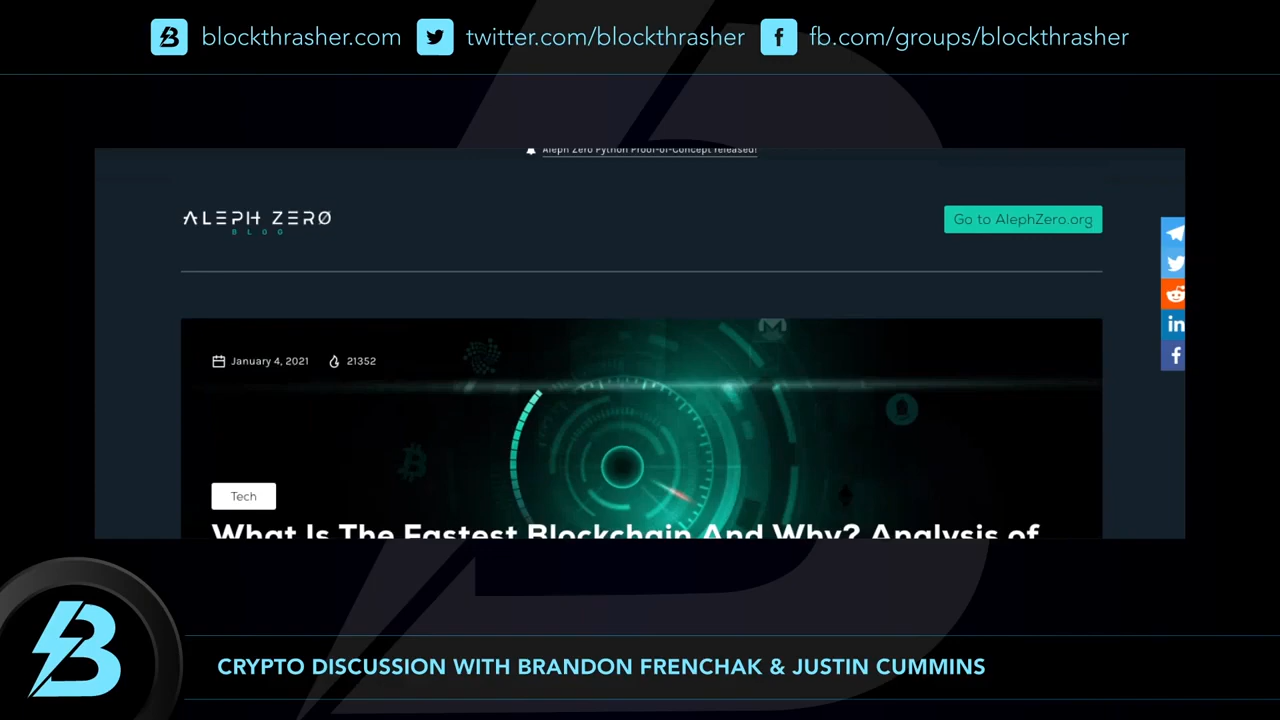 blockthrasher.com twitter.com/blockthrasher fb.com/groups/blockthrasher
Aleph Zero Python Proof-of-Concept released!
ALEPH ZERØ
BLOG
Go to AlephZero.org
January 4, 2021 21352
Tech
What Is The Fastest Blockchain And Why? Analysis of
CRYPTO DISCUSSION WITH BRANDON FRENCHAK & JUSTIN CUMMINS